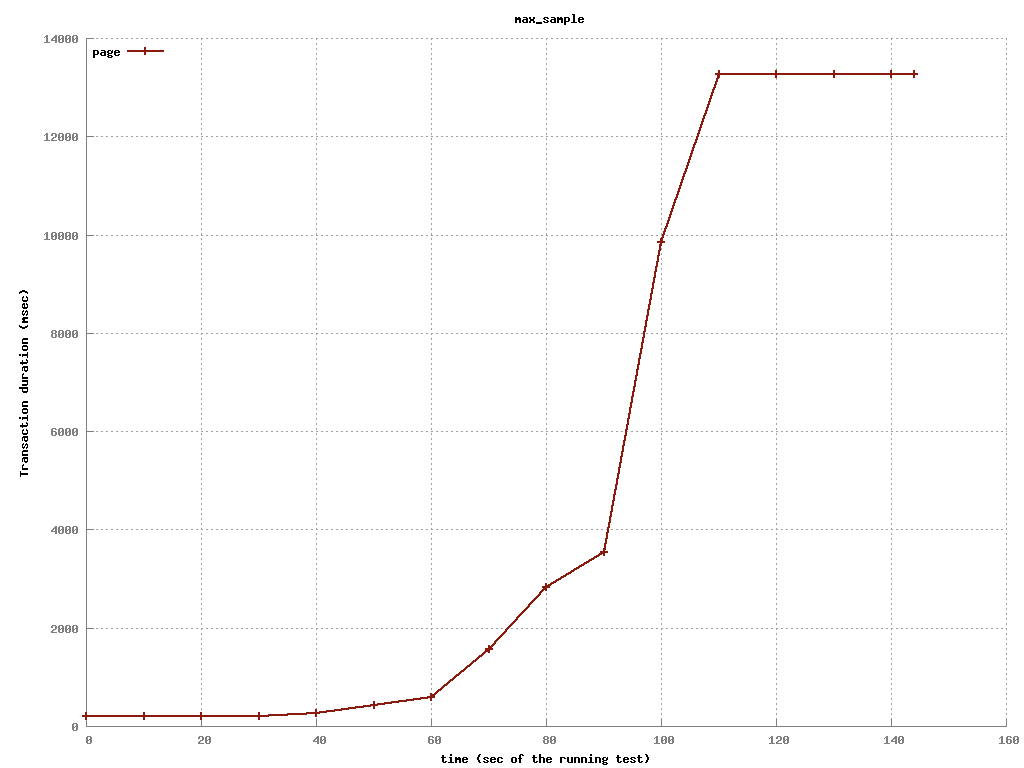 max_sample
page
14000
12000
10000
8000
6000
4000
2000
0
Transaction duration (msec)
0 20 40 60 80 100 120 140 160
time (sec of the running test)